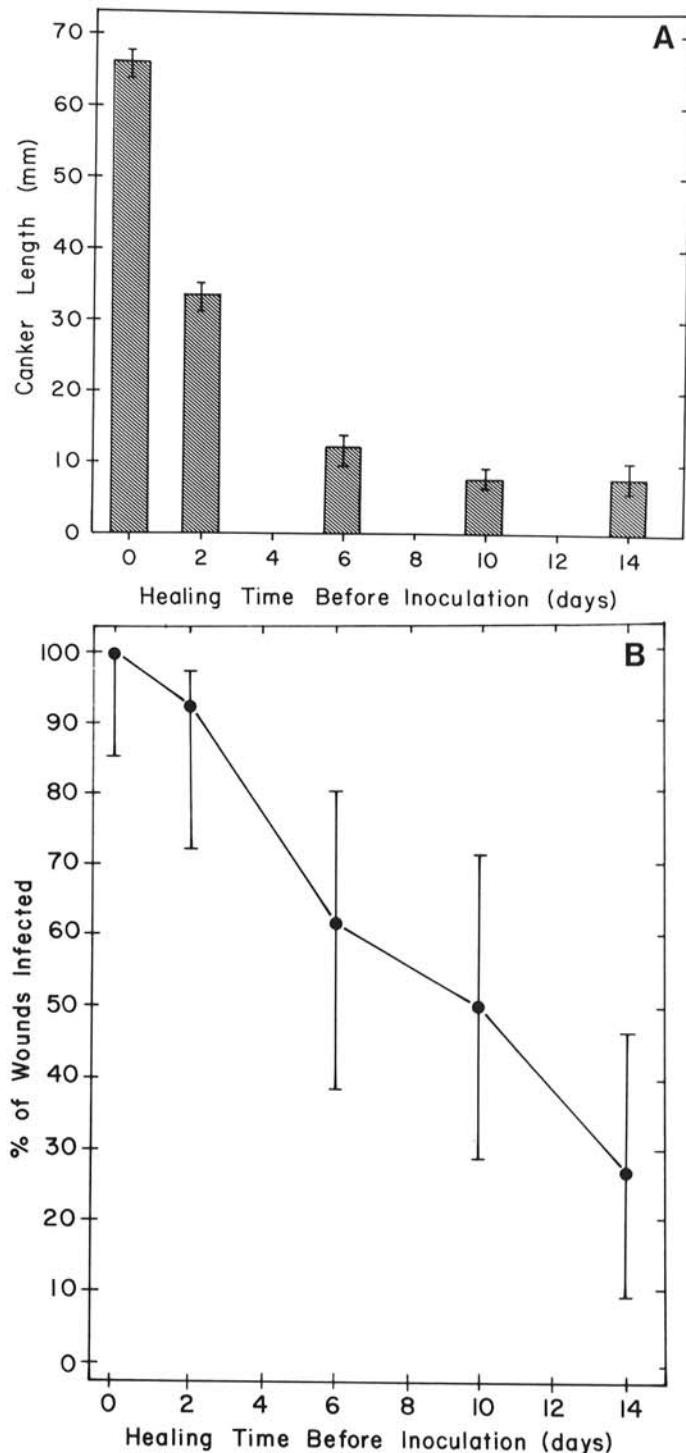 A
70
60
50
40
30
20
10
0
Canker Length (mm)
0 2 4 6 8 10 12 14
Healing Time Before Inoculation (days)
B
100
90
80
70
60
50
40
30
20
10
0
% of Wounds Infected
0 2 4 6 8 10 12 14
Healing Time Before Inoculation (days)